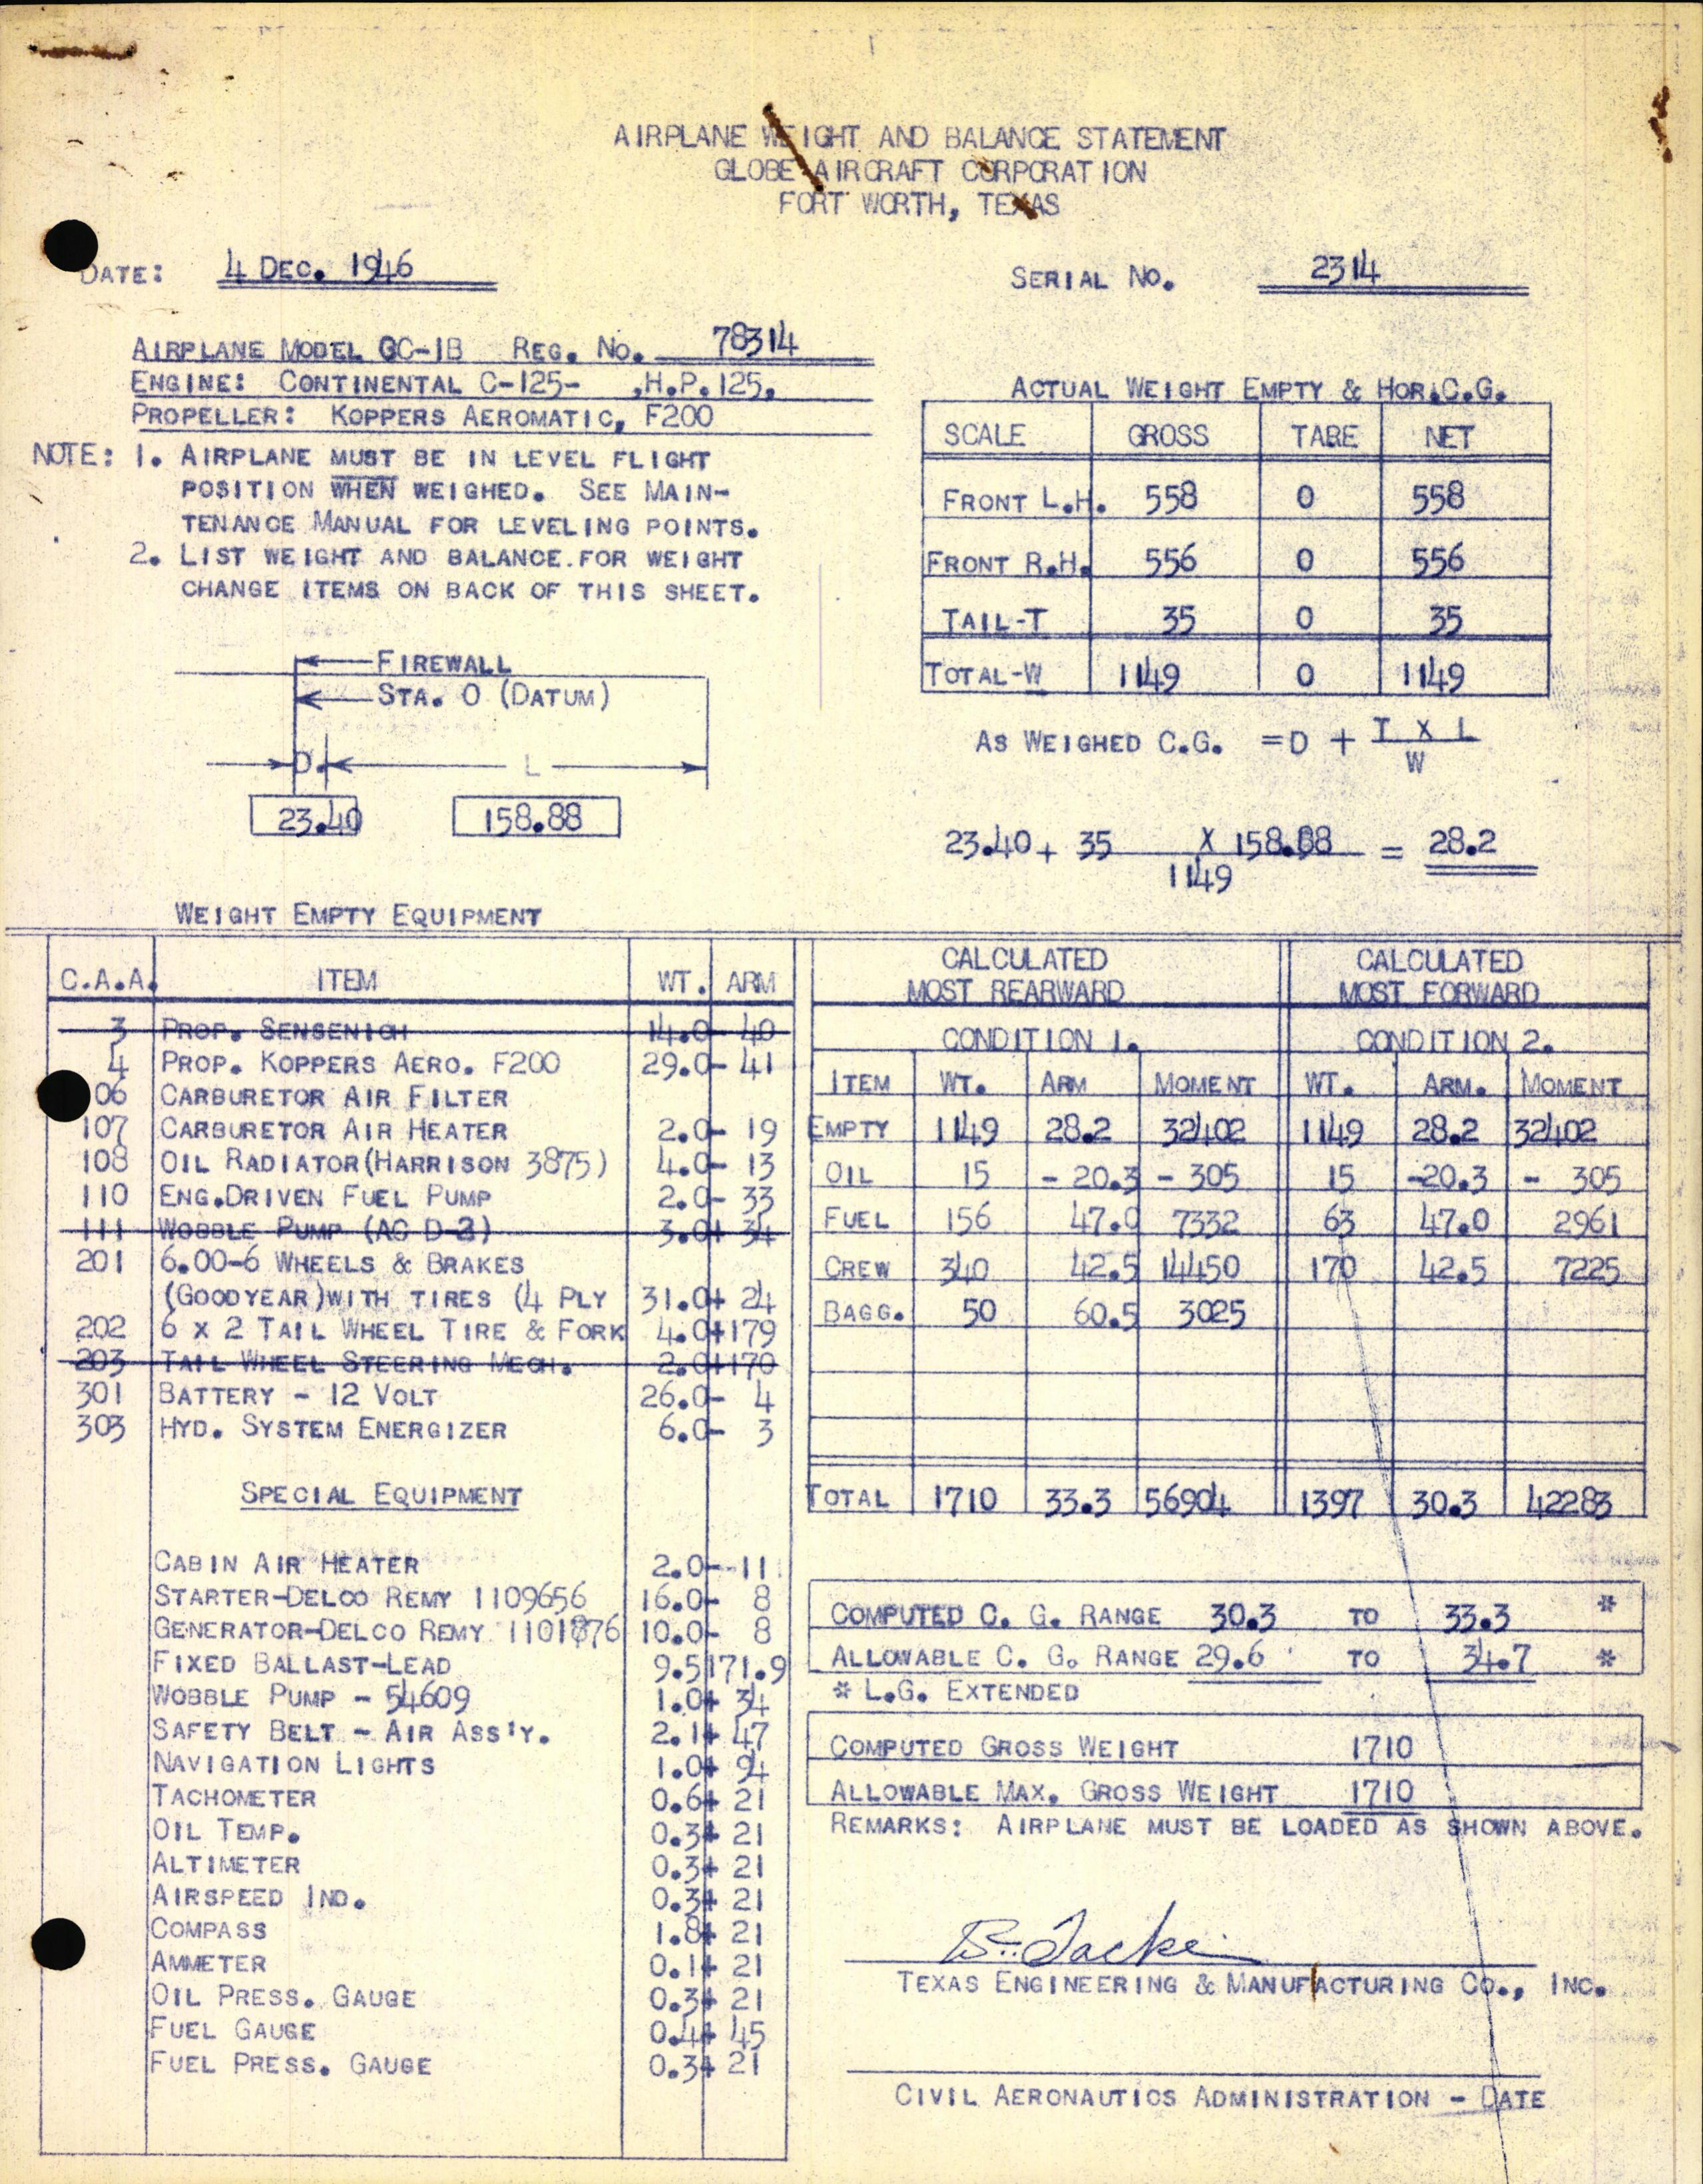 AIRPLANE WEIGHT AND BALANCE STATEMENT
GLOBE AIRCRAFT CORPORATION
FORT WORTH, TEXAS
DATE: 4 DEC. 1946
SERIAL NO. 2314
AIRPLANE MODEL GC-1B REG. NO. 78314
ENGINE: CONTINENTAL C-125- ,H.P.125.
PROPELLER: KOPPERS AEROMATIC, F200
NOTE: 1. AIRPLANE MUST BE IN LEVEL FLIGHT
POSITION WHEN WEIGHED. SEE MAIN-
TENANCE MANUAL FOR LEVELING POINTS.
2. LIST WEIGHT AND BALANCE.FOR WEIGHT
CHANGE ITEMS ON BACK OF THIS SHEET.
ACTUAL WEIGHT EMPTY & HOR.C.G.
SCALE GROSS TARE NET
FRONT L.H. 558 0 558
FRONT R.H. 556 0 556
TAIL-T 35 0 35
TOTAL-W 1149 0 1149
FIREWALL
STA. 0 (DATUM)
D. L
23.40 158.88
AS WEIGHED C.G. =D + T X L
W
23.40+ 35 X 158.88 = 28.2
1149
WEIGHT EMPTY EQUIPMENT
C.A.A. ITEM WT. ARM
3 PROP. SENSENICH 14.0- 40
4 PROP. KOPPERS AERO. F200 29.0- 41
06 CARBURETOR AIR FILTER
107 CARBURETOR AIR HEATER 2.0- 19
108 OIL RADIATOR(HARRISON 3875) 4.0- 13
110 ENG.DRIVEN FUEL PUMP 2.0- 33
111 WOBBLE PUMP (AC D-2) 3.0+ 34
201 6.00-6 WHEELS & BRAKES
(GOODYEAR)WITH TIRES (4 PLY 31.0+ 24
202 6 X 2 TAIL WHEEL TIRE & FORK 4.0+179
203 TAIL WHEEL STEERING MECH. 2.0+170
301 BATTERY - 12 VOLT 26.0- 4
303 HYD. SYSTEM ENERGIZER 6.0- 3
SPECIAL EQUIPMENT
CABIN AIR HEATER 2.0- 11
STARTER-DELCO REMY 1109656 16.0- 8
GENERATOR-DELCO REMY 1101876 10.0- 8
FIXED BALLAST-LEAD 9.5 171.9
WOBBLE PUMP - 54609 1.0+ 34
SAFETY BELT - AIR ASS'Y. 2.1+ 47
NAVIGATION LIGHTS 1.0+ 94
TACHOMETER 0.6+ 21
OIL TEMP. 0.3+ 21
ALTIMETER 0.3+ 21
AIRSPEED IND. 0.3+ 21
COMPASS 1.8+ 21
AMMETER 0.1+ 21
OIL PRESS. GAUGE 0.3+ 21
FUEL GAUGE 0.4+ 45
FUEL PRESS. GAUGE 0.3+ 21
CALCULATED CALCULATED
MOST REARWARD MOST FORWARD
CONDITION 1. CONDITION 2.
ITEM WT. ARM MOMENT WT. ARM. MOMENT
EMPTY 1149 28.2 32402 1149 28.2 32402
OIL 15 - 20.3 - 305 15 -20.3 - 305
FUEL 156 47.0 7332 63 47.0 2961
CREW 340 42.5 14450 170 42.5 7225
BAGG. 50 60.5 3025
TOTAL 1710 33.3 56904 1397 30.3 42283
COMPUTED C. G. RANGE 30.3 TO 33.3 *
ALLOWABLE C. G. RANGE 29.6 TO 34.7 *
* L.G. EXTENDED
COMPUTED GROSS WEIGHT 1710
ALLOWABLE MAX. GROSS WEIGHT 1710
REMARKS: AIRPLANE MUST BE LOADED AS SHOWN ABOVE.
TEXAS ENGINEERING & MANUFACTURING CO., INC.
CIVIL AERONAUTICS ADMINISTRATION - DATE